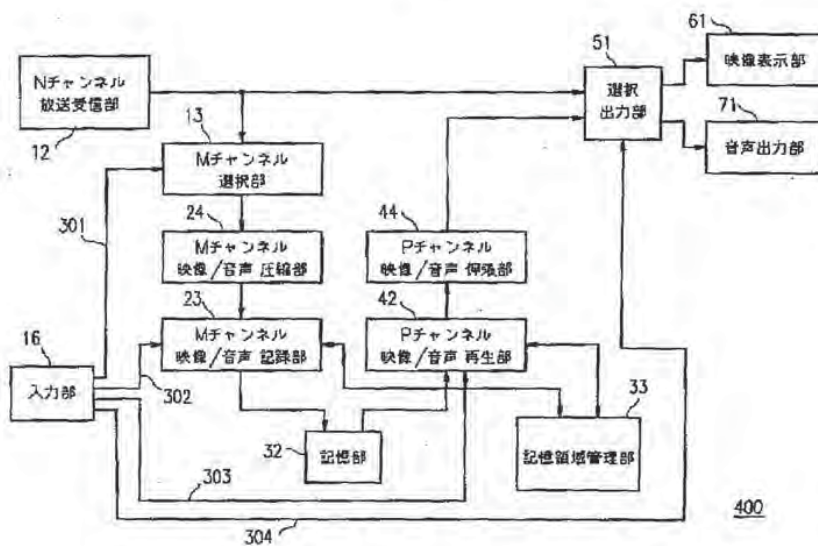 61
51
映像表示部
Nチャンネル
放送受信部
選択
出力部
71
12
13
音声出力部
Mチャンネル
選択部
24
44
301
Mチャンネル
映像/音声 圧縮部
Pチャンネル
映像/音声 伸張部
23
42
16
Mチャンネル
映像/音声 記録部
Pチャンネル
映像/音声 再生部
入力部
302
33
32
記憶部
記憶領域管理部
303
304
400